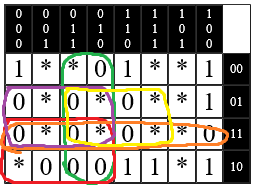 0 0 0 0 1 1 1 1
0 0 1 1 1 1 0 0
0 1 1 0 0 1 1 0
1 * * 0 1 * * 1 00
0 * 0 * 0 * * 1 01
0 * 0 * 0 * * 0 11
* 0 0 0 1 1 * 1 10